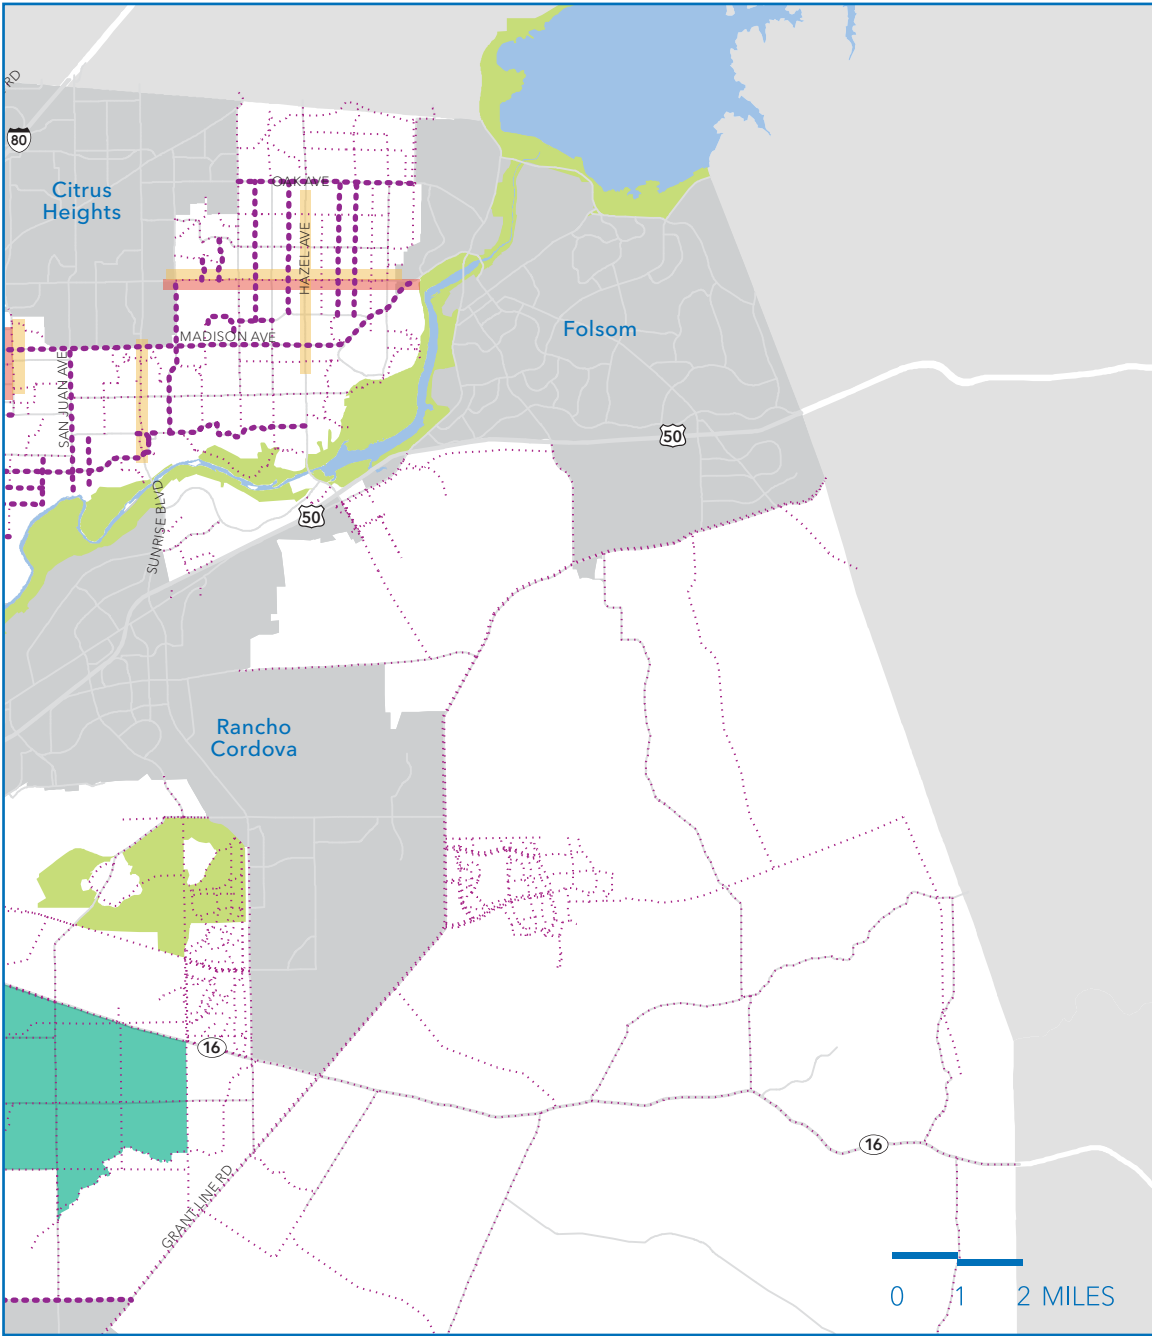 RD
80
Citrus
Heights
OAK AVE
HAZEL AVE
MADISON AVE
SAN JUAN AVE
Folsom
50
50
SUNRISE BLVD
Rancho
Cordova
16
16
GRANT LINE RD
0 1 2 MILES